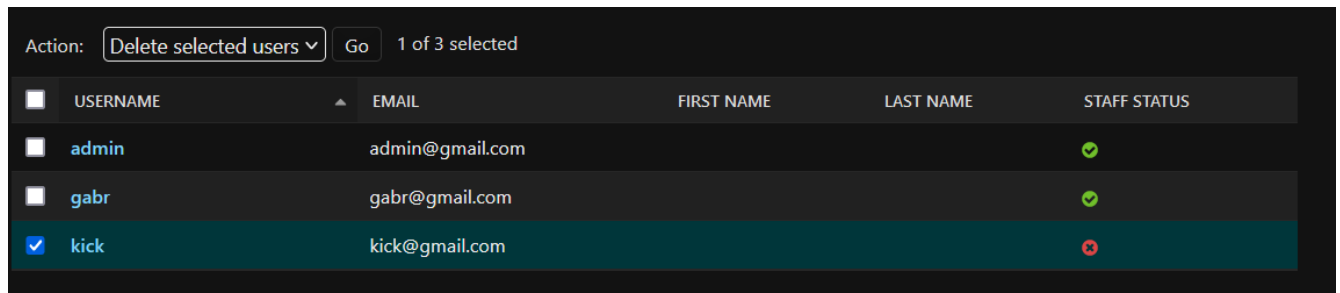 Action: Delete selected users Go 1 of 3 selected
USERNAME EMAIL FIRST NAME LAST NAME STAFF STATUS
admin admin@gmail.com
gabr gabr@gmail.com
kick kick@gmail.com